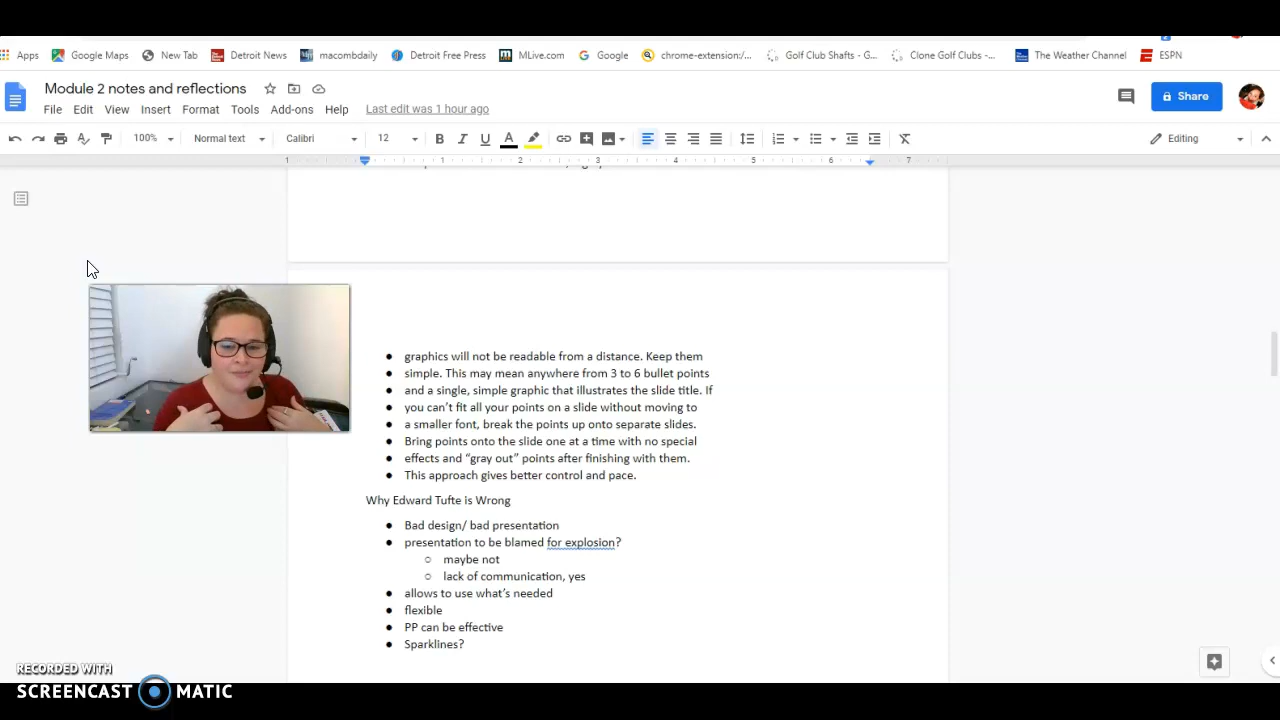 Apps Google Maps New Tab Detroit News macombdaily Detroit Free Press MLive.com Google chrome-extension:/... Golf Club Shafts - G... Clone Golf Clubs -... The Weather Channel ESPN
Module 2 notes and reflections
Share
File Edit View Insert Format Tools Add-ons Help Last edit was 1 hour ago
100% Normal text Calibri 12 B I U A Editing
1 1 2 3 4 5 6 7
● graphics will not be readable from a distance. Keep them
● simple. This may mean anywhere from 3 to 6 bullet points
● and a single, simple graphic that illustrates the slide title. If
● you can't fit all your points on a slide without moving to
● a smaller font, break the points up onto separate slides.
● Bring points onto the slide one at a time with no special
● effects and “gray out” points after finishing with them.
● This approach gives better control and pace.
Why Edward Tufte is Wrong
● Bad design/ bad presentation
● presentation to be blamed for explosion?
○ maybe not
○ lack of communication, yes
● allows to use what's needed
● flexible
● PP can be effective
● Sparklines?
RECORDED WITH
SCREENCAST MATIC